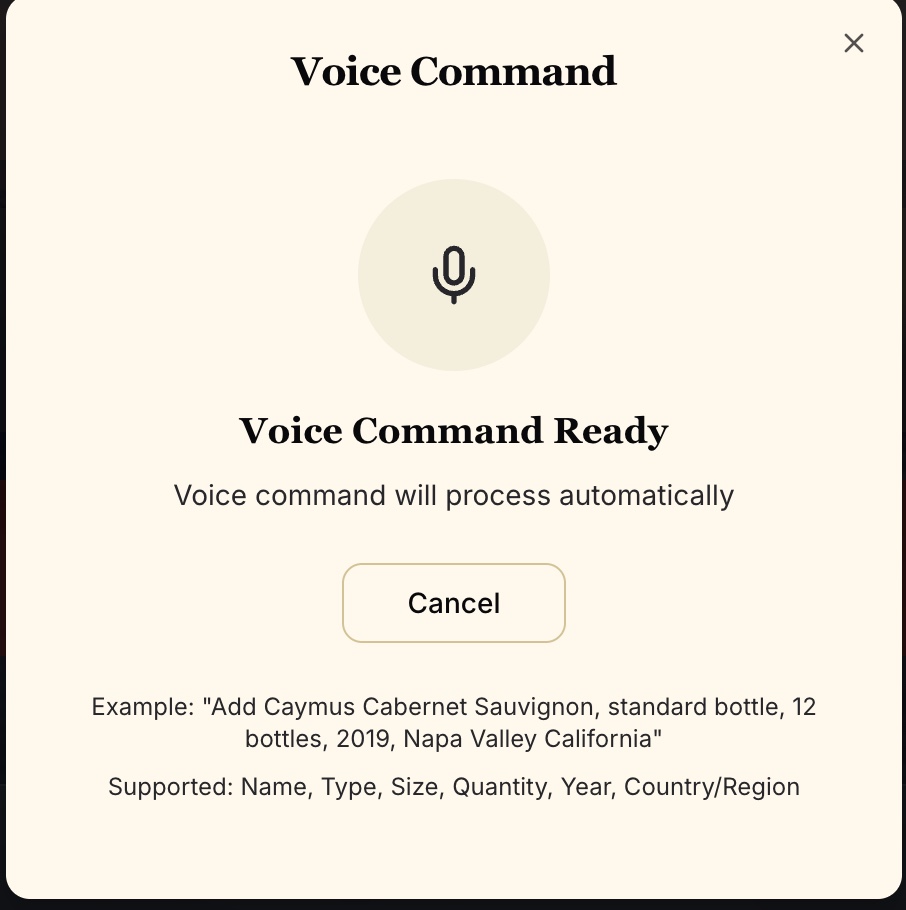 Voice Command
Voice Command Ready
Voice command will process automatically
Cancel
Example: "Add Caymus Cabernet Sauvignon, standard bottle, 12
bottles, 2019, Napa Valley California"
Supported: Name, Type, Size, Quantity, Year, Country/Region